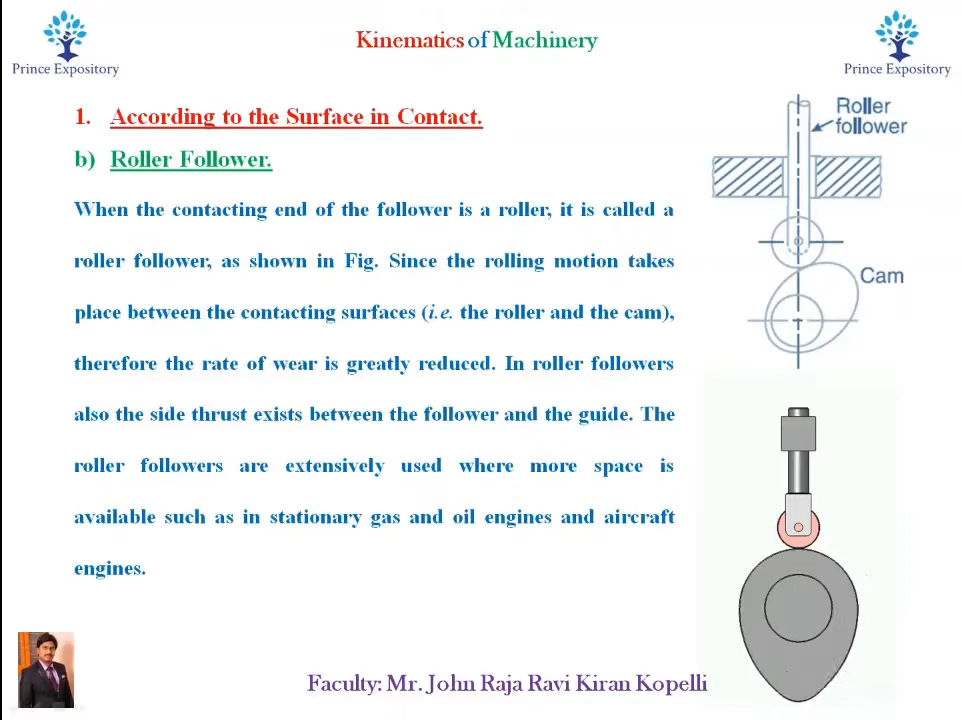 Kinematics of Machinery
Prince Expository
Prince Expository
1. According to the Surface in Contact.
b) Roller Follower.
When the contacting end of the follower is a roller, it is called a
roller follower, as shown in Fig. Since the rolling motion takes
place between the contacting surfaces (i.e. the roller and the cam),
therefore the rate of wear is greatly reduced. In roller followers
also the side thrust exists between the follower and the guide. The
roller followers are extensively used where more space is
available such as in stationary gas and oil engines and aircraft
engines.
Roller
follower
Cam
Faculty: Mr. John Raja Ravi Kiran Kopelli